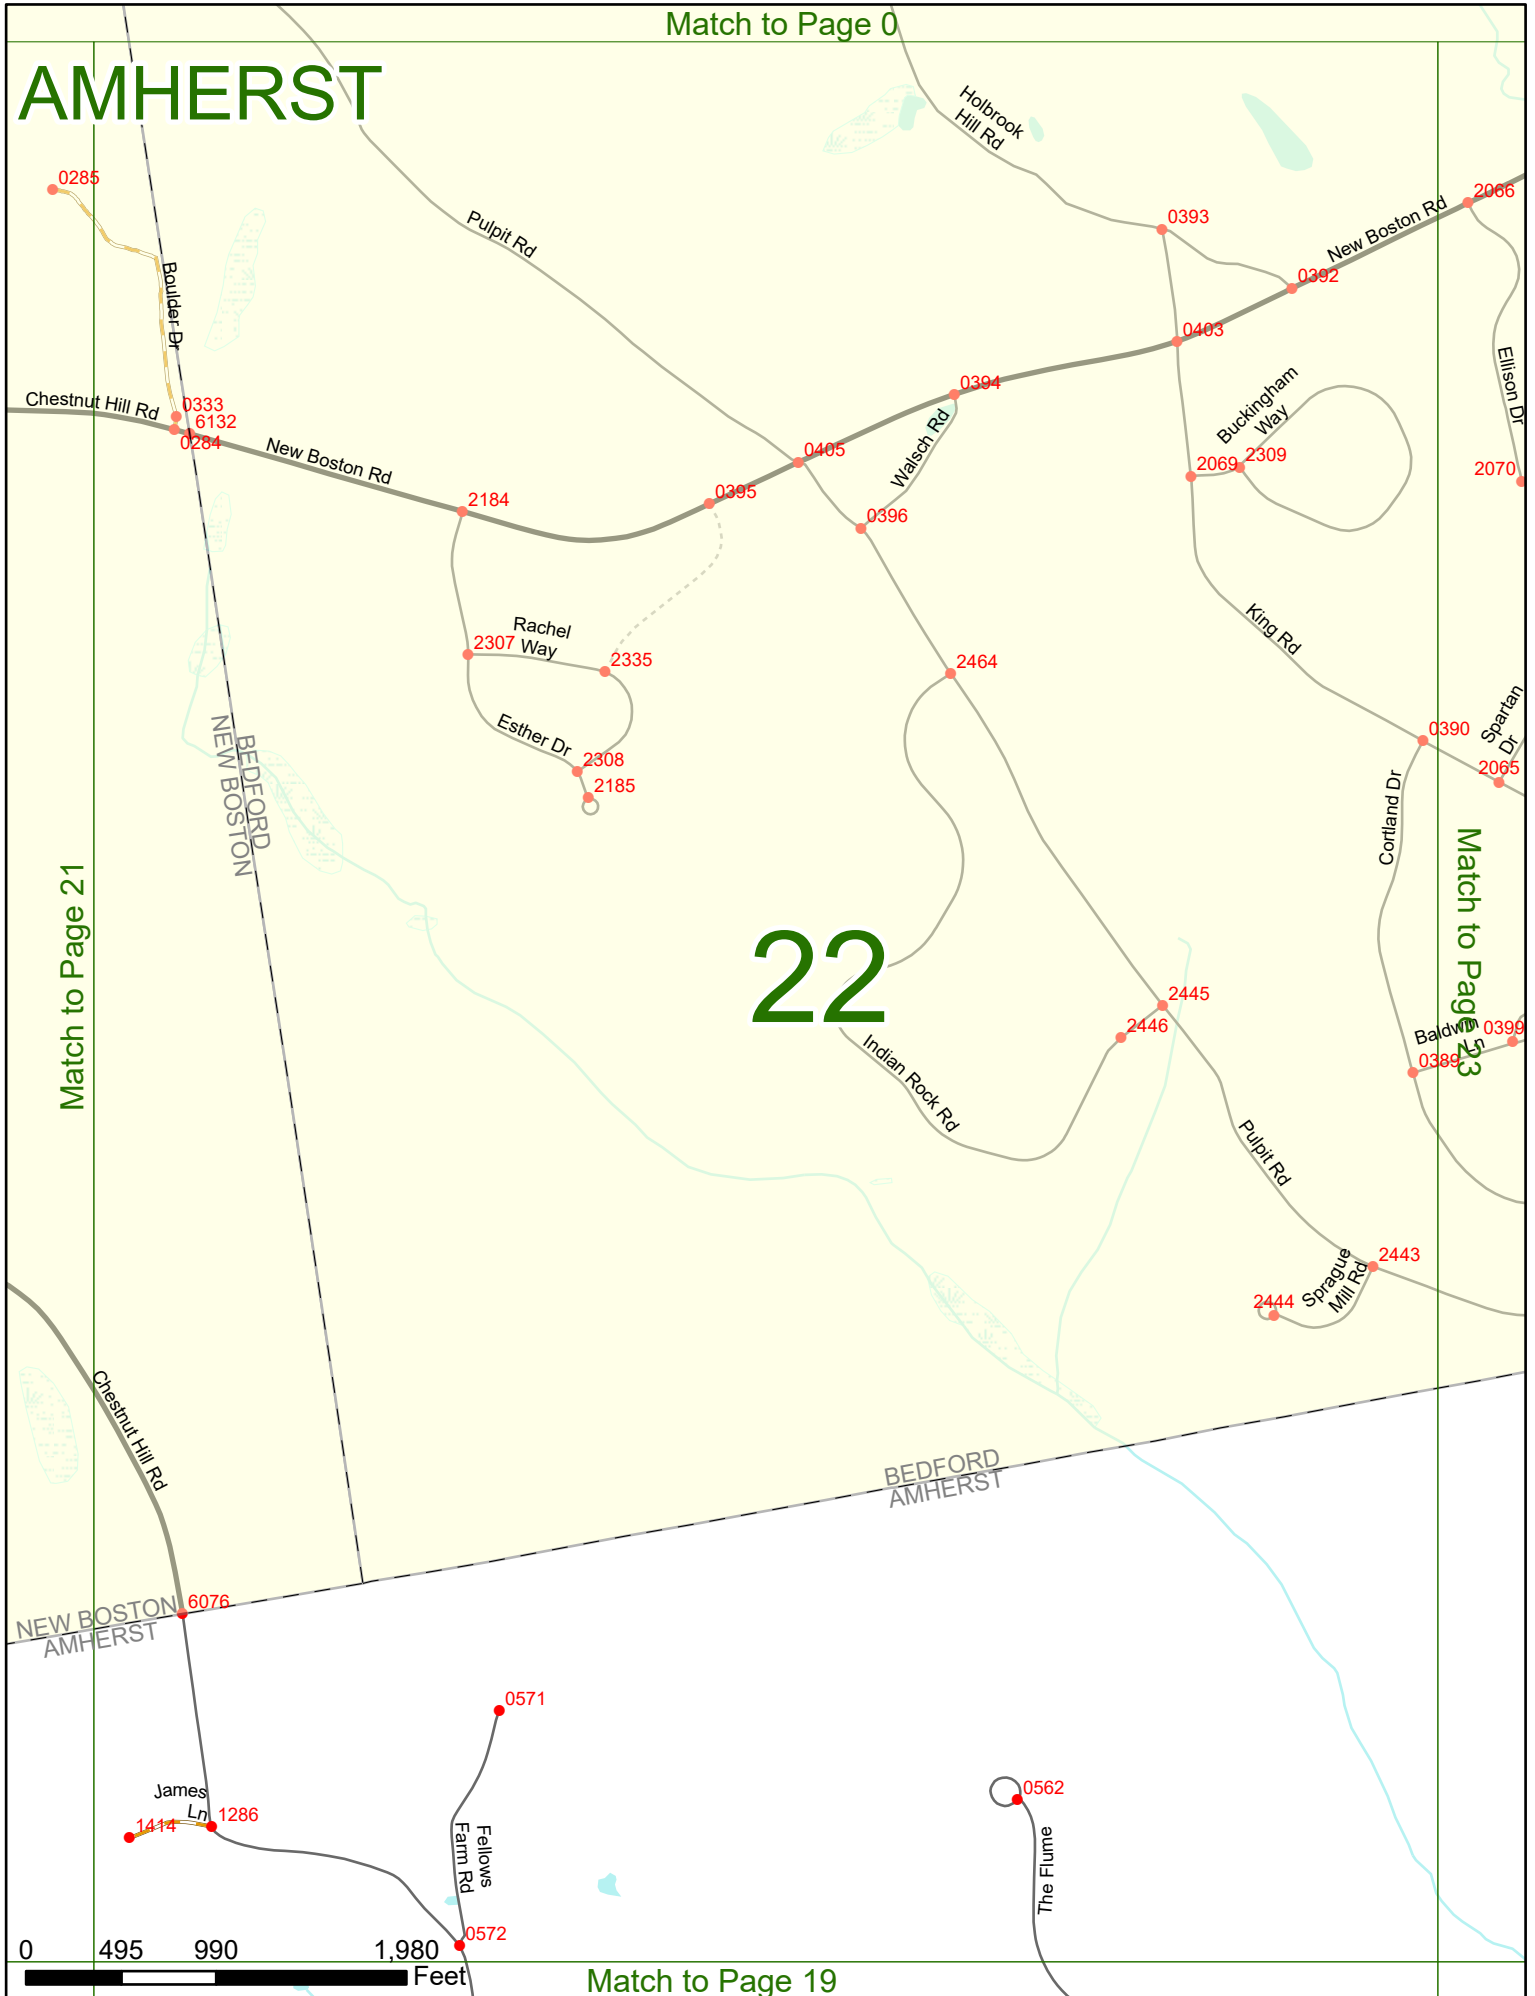 Match to Page 0
AMHERST
Holbrook
Hill Rd
0285
2066
0393
Pulpit Rd
New Boston Rd
Boulder Dr
0392
0403
Ellison Dr
0394
Chestnut Hill Rd
0333
6132
0284
Buckingham
Way
Walsch Rd
New Boston Rd
0405
2069
2309
2070
2184
0395
0396
King Rd
Rachel
Way
2307
2335
2464
Spartan
Dr
Esther Dr
0390
NEW BOSTON
BEDFORD
2308
2065
2185
Cortland Dr
Match to Page 21
Match to Page 23
22
2445
2446
Baldwin
Ln
0399
0389
Indian Rock Rd
Pulpit Rd
2443
Sprague
Mill Rd
2444
Chestnut Hill Rd
BEDFORD
AMHERST
6076
NEW BOSTON
AMHERST
0571
James
Ln
0562
1414
1286
Fellows
Farm Rd
The Flume
0572
0 495 990 1,980
Feet
Match to Page 19